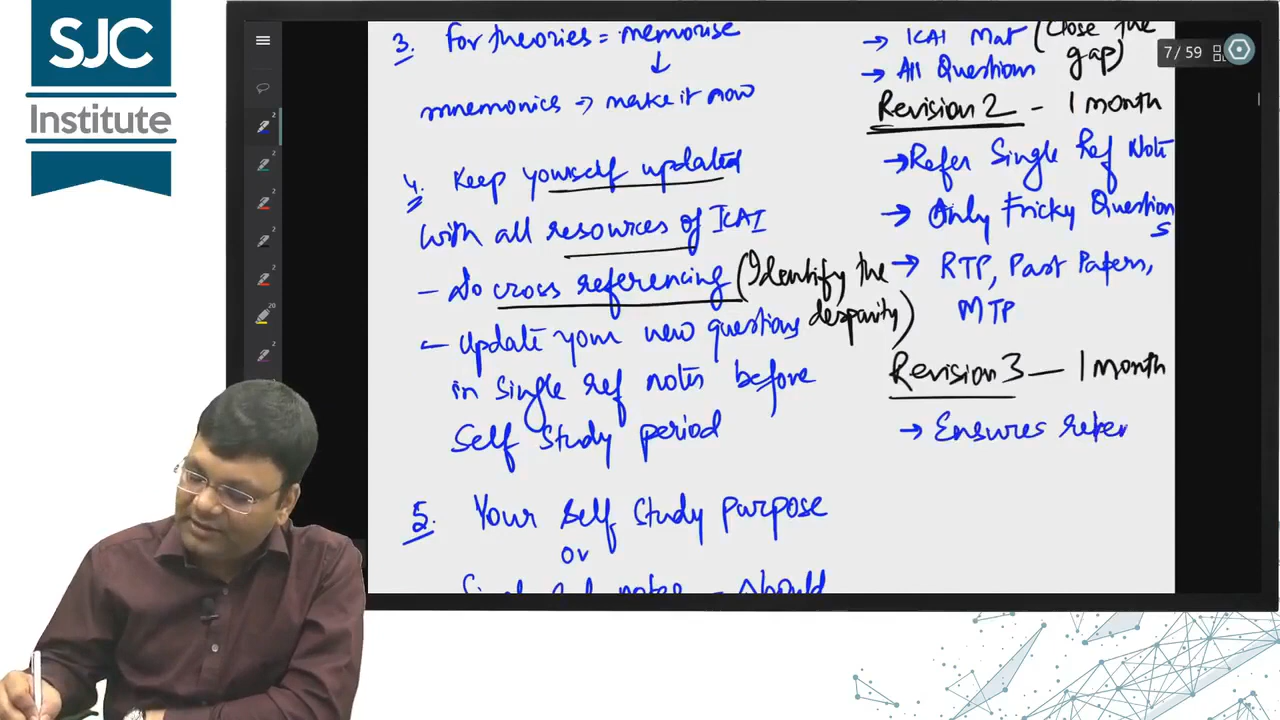 SJC
Institute
3. For theories = memorise
↓
mnemonics → make it now
4. Keep yourself updated
with all resources of ICAI
- Do cross referencing (Identify the
desparity)
- Update your new questions
in single ref notes before
self study period
5. Your self study purpose
or
→ ICAI Mat (Close the
gap)
→ All Questions
Revision 2 - 1 month
→ Refer Single Ref Note
→ Only Tricky Question
s
→ RTP, Past Papers,
MTP
Revision 3 - 1 month
→ Ensures refer
7 / 59